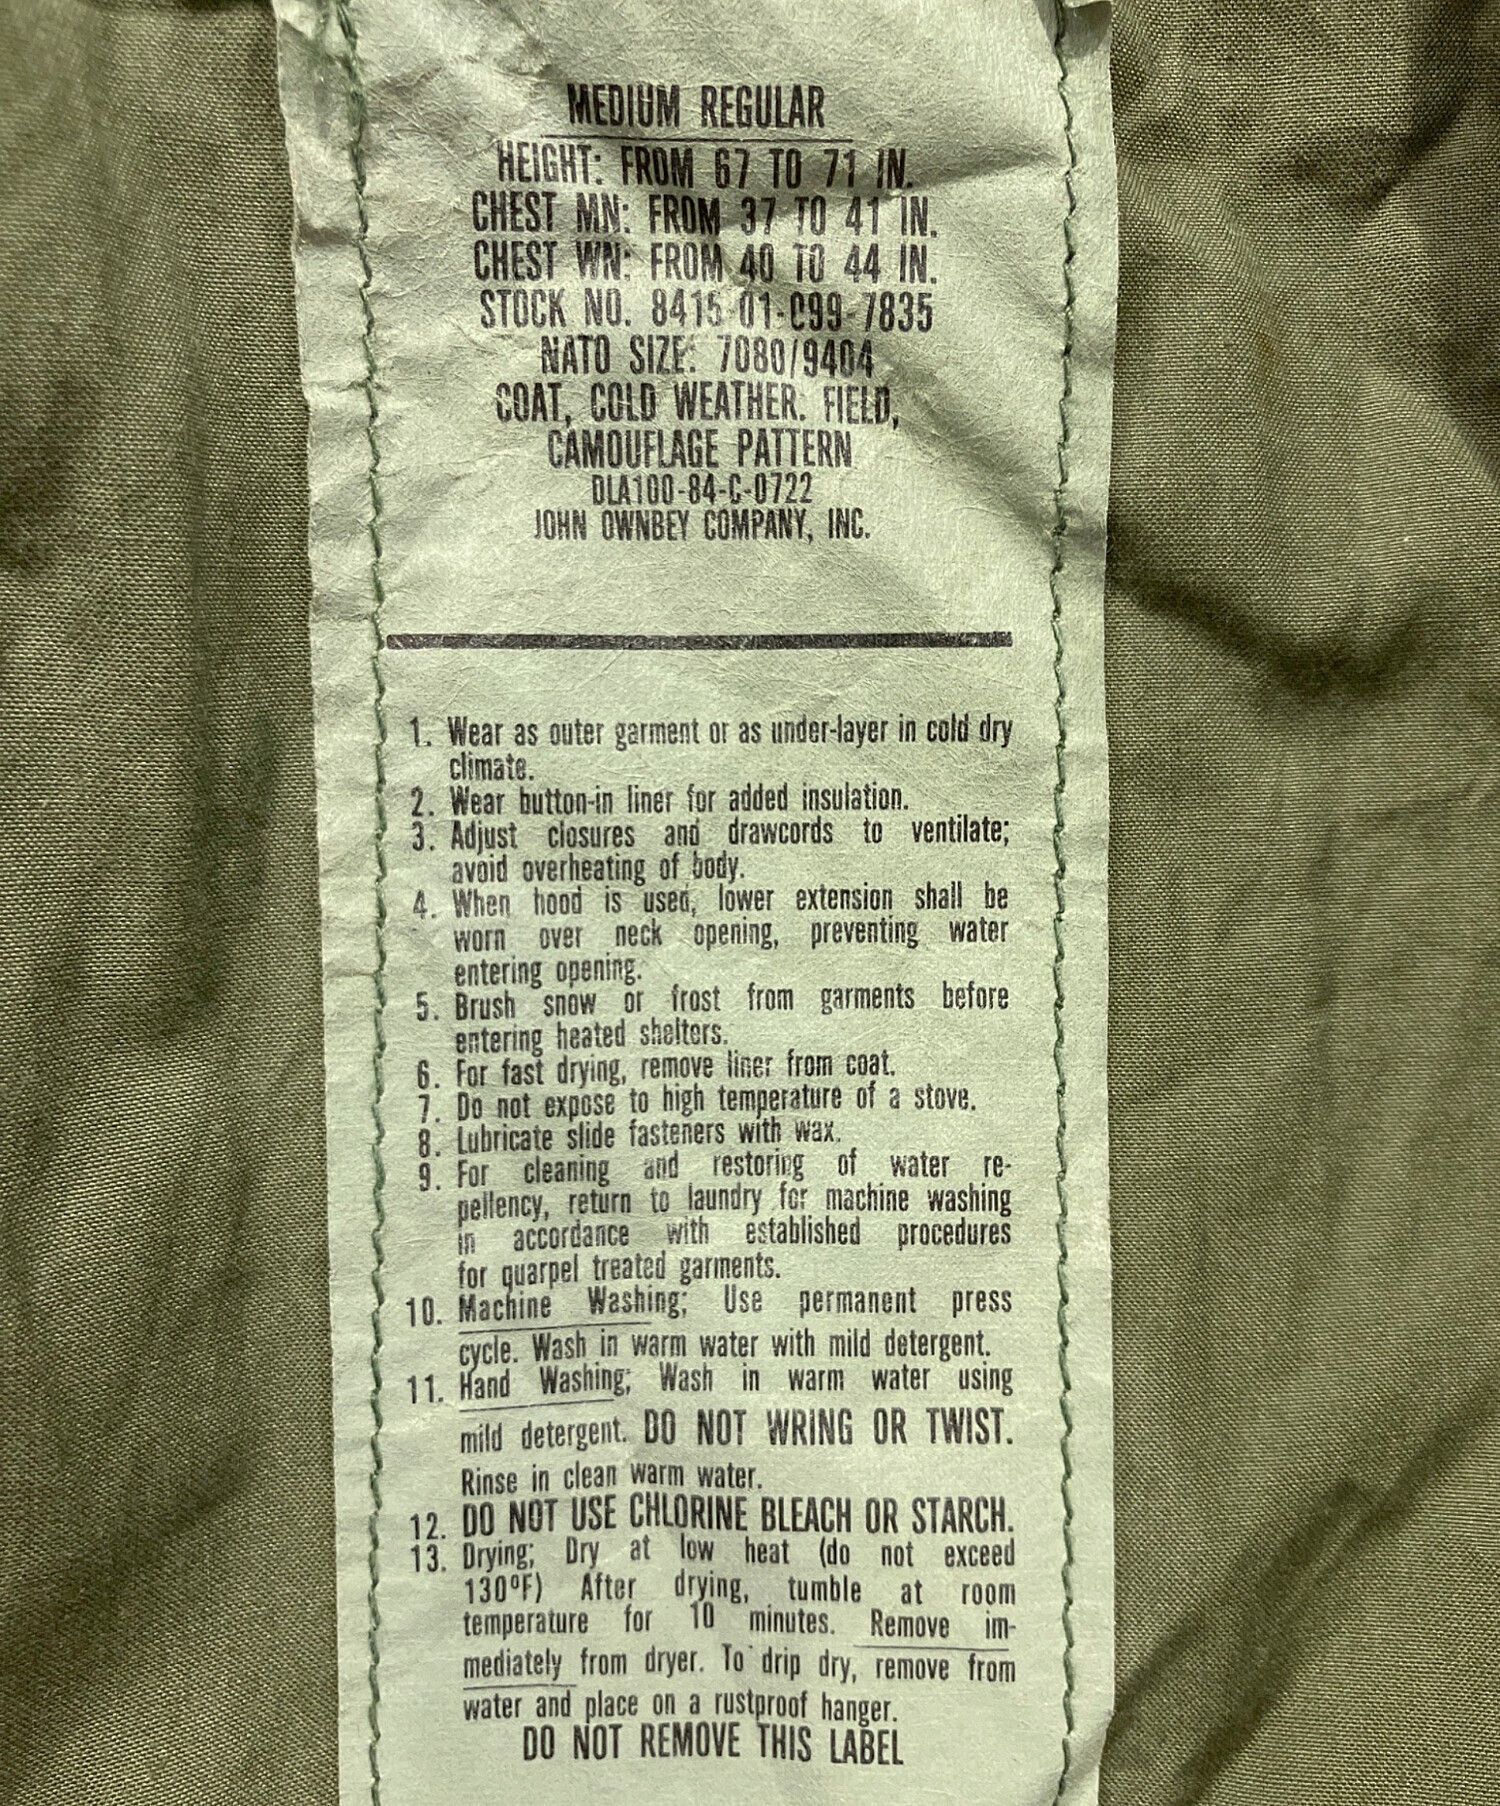 MEDIUM REGULAR
HEIGHT: FROM 67 TO 71 IN.
CHEST MN: FROM 37 TO 41 IN.
CHEST WN: FROM 40 TO 44 IN.
STOCK NO. 8415-01-099-7835
NATO SIZE: 7080/9404
COAT, COLD WEATHER. FIELD,
CAMOUFLAGE PATTERN
DLA100-84-C-0722
JOHN OWNBEY COMPANY, INC.
1. Wear as outer garment or as under-layer in cold dry
climate.
2. Wear button-in liner for added insulation.
3. Adjust closures and drawcords to ventilate;
avoid overheating of body.
4. When hood is used, lower extension shall be
worn over neck opening, preventing water
entering opening.
5. Brush snow or frost from garments before
entering heated shelters.
6. For fast drying, remove liner from coat.
7. Do not expose to high temperature of a stove.
8. Lubricate slide fasteners with wax.
9. For cleaning and restoring of water re-
pellency, return to laundry for machine washing
in accordance with established procedures
for quarpel treated garments.
10. Machine Washing; Use permanent press
cycle. Wash in warm water with mild detergent.
11. Hand Washing; Wash in warm water using
mild detergent. DO NOT WRING OR TWIST.
Rinse in clean warm water.
12. DO NOT USE CHLORINE BLEACH OR STARCH.
13. Drying; Dry at low heat (do not exceed
130ºF) After drying, tumble at room
temperature for 10 minutes. Remove im-
mediately from dryer. To drip dry, remove from
water and place on a rustproof hanger.
DO NOT REMOVE THIS LABEL